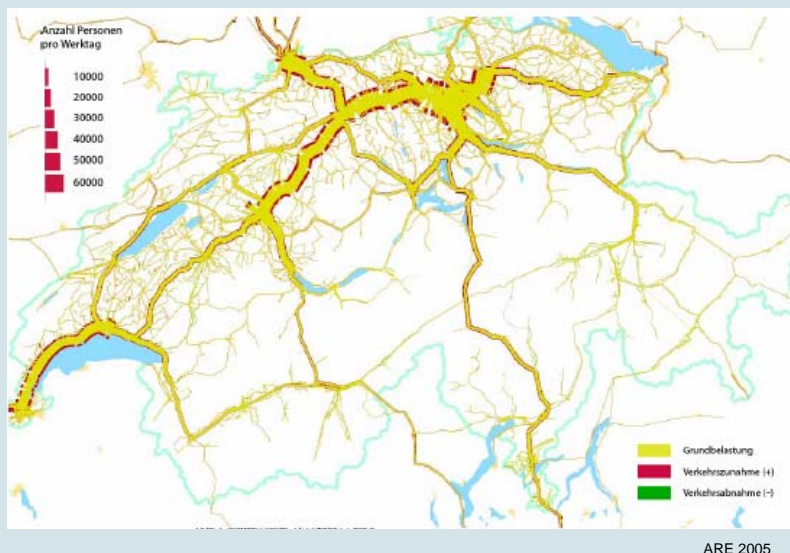 Anzahl Personen
pro Werktag
10000
20000
30000
40000
50000
60000
Grundbelastung
Verkehrszunahme (+)
Verkehrsabnahme (-)
ARE 2005